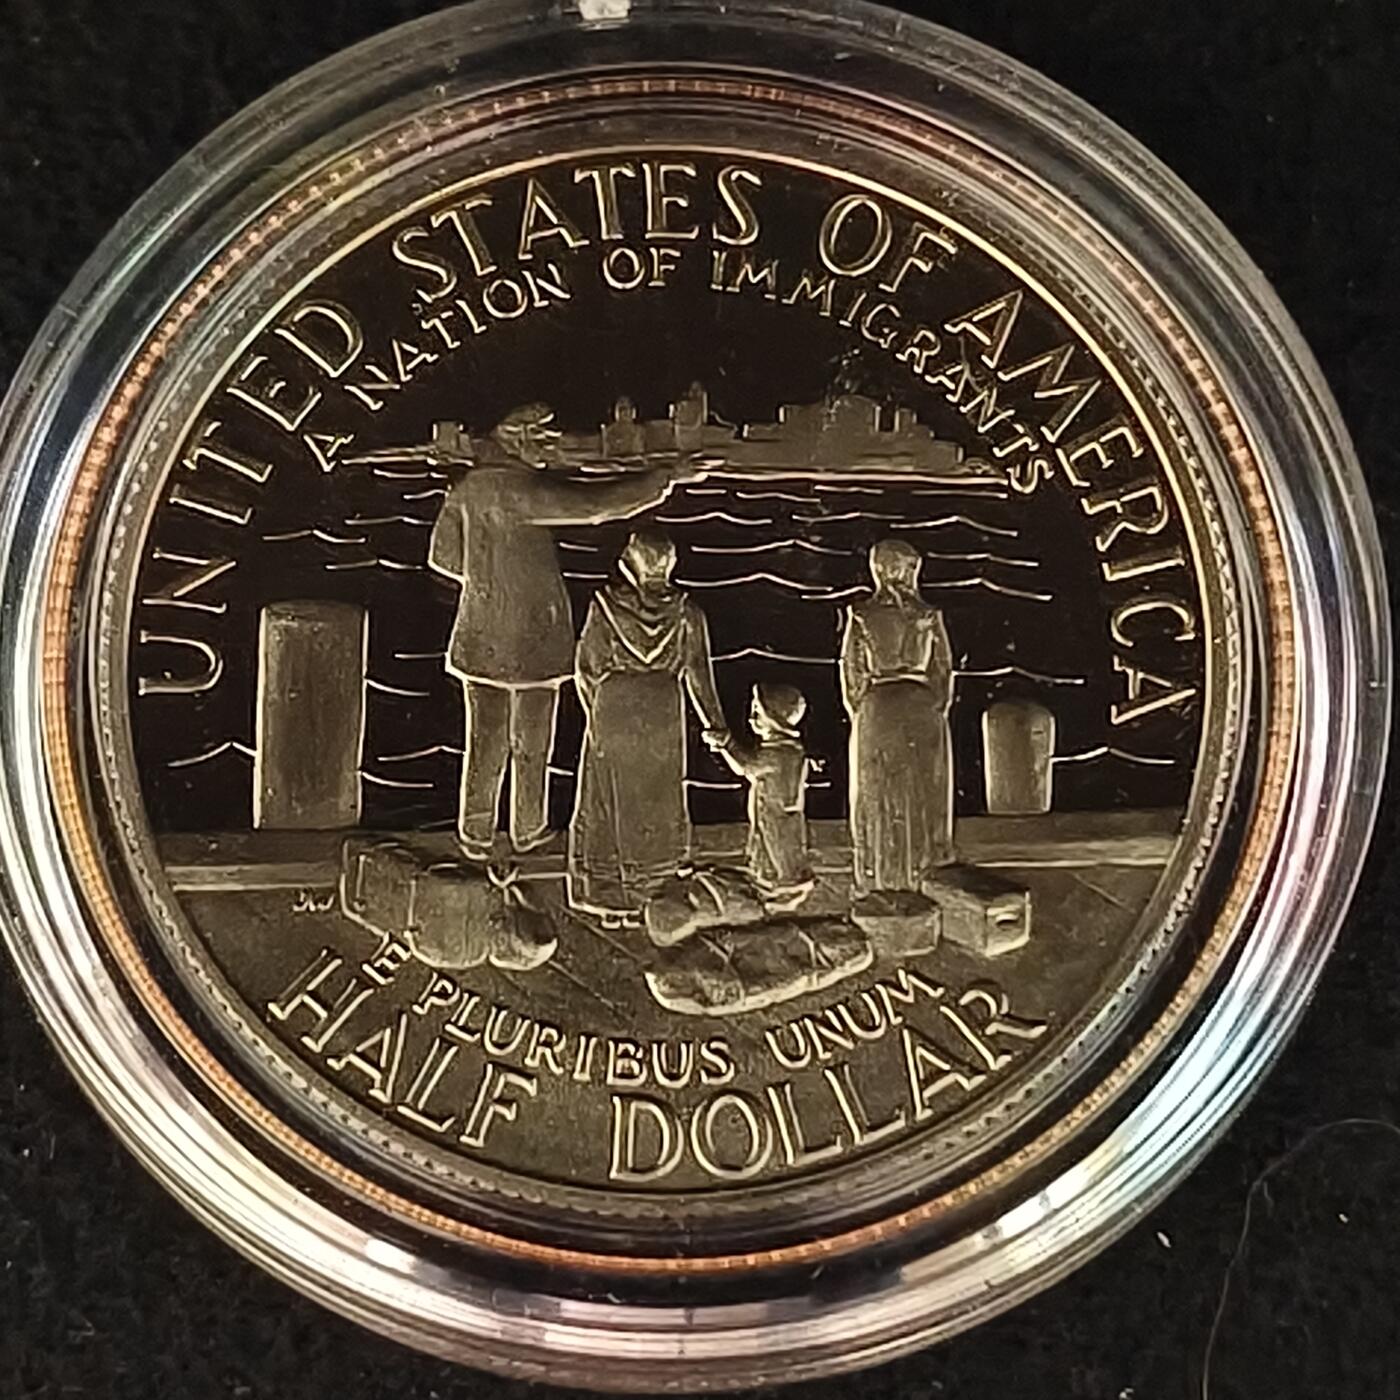 UNITED STATES OF AMERICA
A NATION OF IMMIGRANTS
E PLURIBUS UNUM
HALF DOLLAR